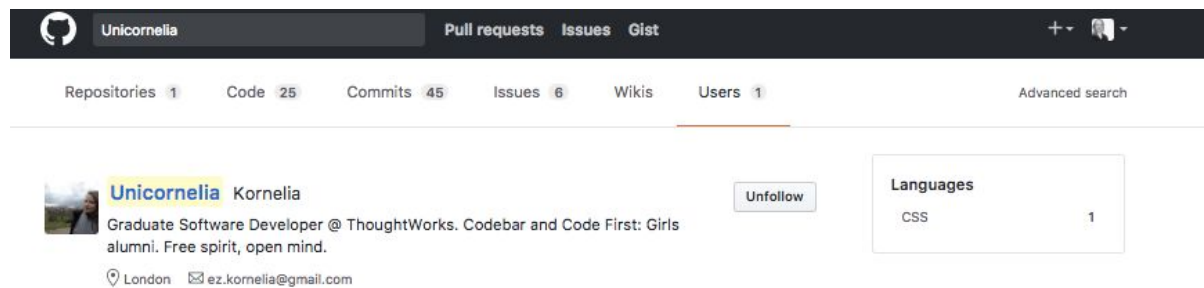 Unicornelia Pull requests Issues Gist
Repositories 1 Code 25 Commits 45 Issues 6 Wikis Users 1 Advanced search
Unicornelia Kornelia
Unfollow
Graduate Software Developer @ ThoughtWorks. Codebar and Code First: Girls
alumni. Free spirit, open mind.
London ez.kornelia@gmail.com
Languages
CSS 1